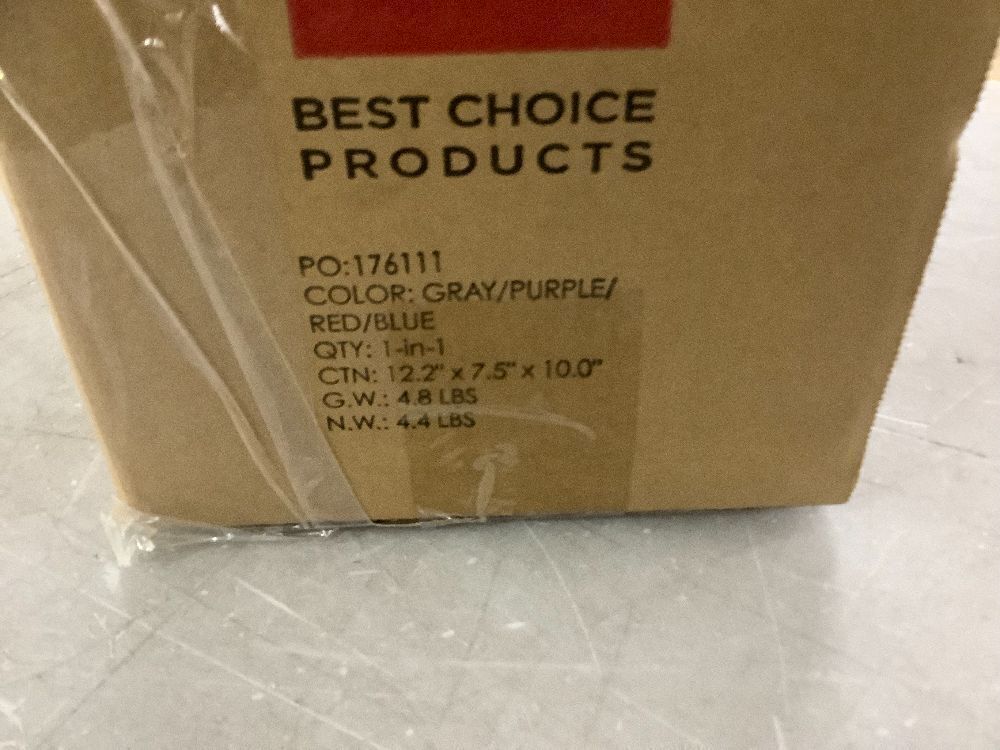 BEST CHOICE
PRODUCTS
PO:176111
COLOR: GRAY/PURPLE/
RED/BLUE
QTY: 1-in-1
CTN: 12.2" x 7.5" x 10.0"
G.W.: 4.8 LBS
N.W.: 4.4 LBS